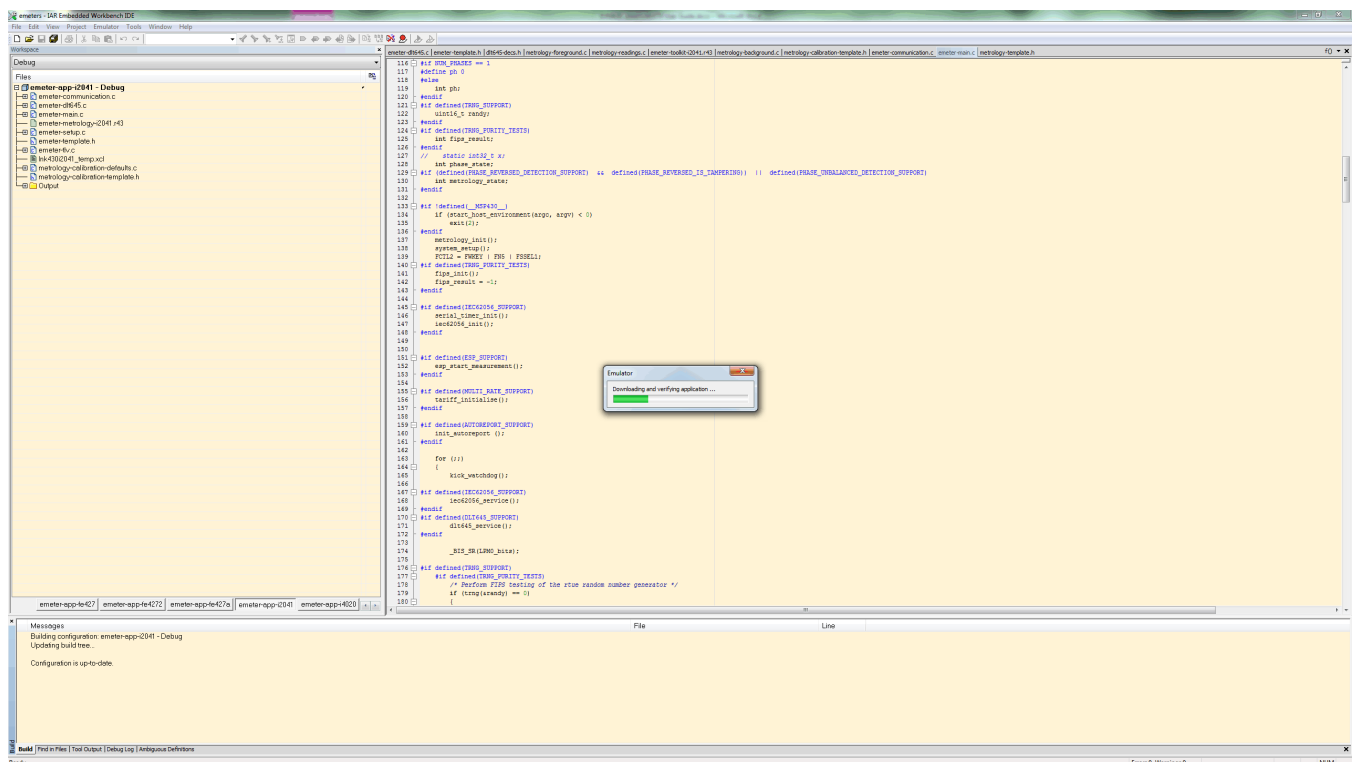 emeters - IAR Embedded Workbench IDE
File Edit View Project Emulator Tools Window Help
Workspace
Debug
Files
emeter-app-i2041 - Debug
emeter-communication.c
emeter-dlt645.c
emeter-main.c
emeter-metrology-i2041.r43
emeter-setup.c
emeter-template.h
emeter-tlv.c
lnk430i2041_temp.xcl
metrology-calibration-defaults.c
metrology-calibration-template.h
Output
emeter-app-fe427 emeter-app-fe4272 emeter-app-fe427a emeter-app-i2041 emeter-app-i4020
emeter-dlt645.c | emeter-template.h | dlt645-decs.h | metrology-foreground.c | metrology-readings.c | emeter-toolkit-i2041.r43 | metrology-background.c | metrology-calibration-template.h | emeter-communication.c emeter-main.c metrology-template.h f()
116 #if NUM_PHASES == 1
117 #define ph 0
118 #else
119 int ph;
120 #endif
121 #if defined(TRNG_SUPPORT)
122 uint16_t randy;
123 #endif
124 #if defined(TRNG_PURITY_TESTS)
125 int fips_result;
126 #endif
127 // static int32_t x;
128 int phase_state;
129 #if (defined(PHASE_REVERSED_DETECTION_SUPPORT) && defined(PHASE_REVERSED_IS_TAMPERING)) || defined(PHASE_UNBALANCED_DETECTION_SUPPORT)
130 int metrology_state;
131 #endif
132
133 #if !defined(__MSP430__)
134 if (start_host_environment(argc, argv) < 0)
135 exit(2);
136 #endif
137 metrology_init();
138 system_setup();
139 FCTL2 = FWKEY | FN5 | FSSEL1;
140 #if defined(TRNG_PURITY_TESTS)
141 fips_init();
142 fips_result = -1;
143 #endif
144
145 #if defined(IEC62056_SUPPORT)
146 serial_timer_init();
147 iec62056_init();
148 #endif
149
150
151 #if defined(ESP_SUPPORT)
152 esp_start_measurement();
153 #endif
154
155 #if defined(MULTI_RATE_SUPPORT)
156 tariff_initialise();
157 #endif
158
159 #if defined(AUTOREPORT_SUPPORT)
160 init_autoreport ();
161 #endif
162
163 for (;;)
164 {
165 kick_watchdog();
166
167 #if defined(IEC62056_SUPPORT)
168 iec62056_service();
169 #endif
170 #if defined(DLT645_SUPPORT)
171 dlt645_service();
172 #endif
173
174 _BIS_SR(LPM0_bits);
175
176 #if defined(TRNG_SUPPORT)
177 #if defined(TRNG_PURITY_TESTS)
178 /* Perform FIPS testing of the rtue random number generator */
179 if (trng(&randy) == 0)
180 {
Emulator
Downloading and verifying application ...
Messages File Line
Building configuration: emeter-app-i2041 - Debug
Updating build tree...
Configuration is up-to-date.
Build
Build Find in Files | Tool Output | Debug Log | Ambiguous Definitions